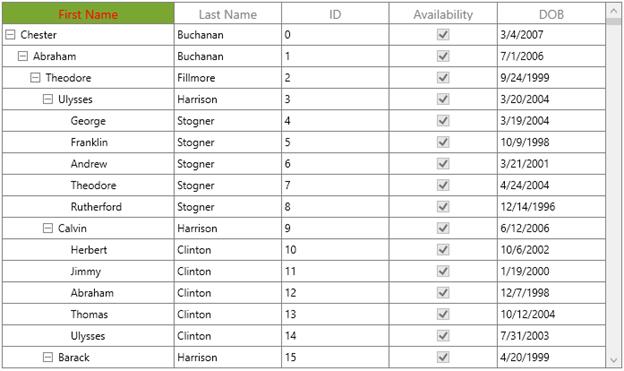 First Name Last Name ID Availability DOB
Chester Buchanan 0 3/4/2007
Abraham Buchanan 1 7/1/2006
Theodore Fillmore 2 9/24/1999
Ulysses Harrison 3 3/20/2004
George Stogner 4 3/19/2004
Franklin Stogner 5 10/9/1998
Andrew Stogner 6 3/21/2001
Theodore Stogner 7 4/24/2004
Rutherford Stogner 8 12/14/1996
Calvin Harrison 9 6/12/2006
Herbert Clinton 10 10/6/2002
Jimmy Clinton 11 1/19/2000
Abraham Clinton 12 12/7/1998
Thomas Clinton 13 10/12/2004
Ulysses Clinton 14 7/31/2003
Barack Harrison 15 4/20/1999